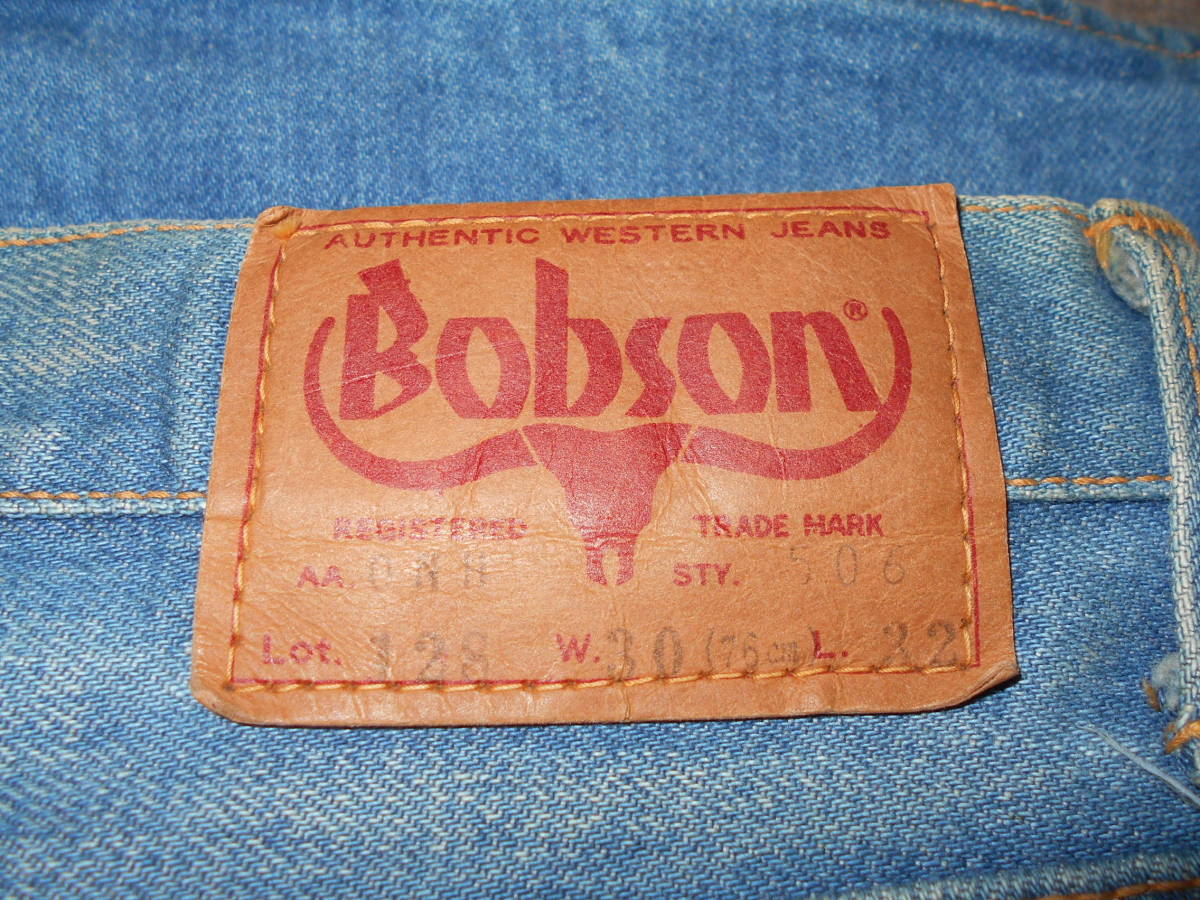 AUTHENTIC WESTERN JEANS
Bobson®
REGISTERED TRADE MARK
AA. STY. 506
Lot. 128 W. 30 (76cm) L. 32